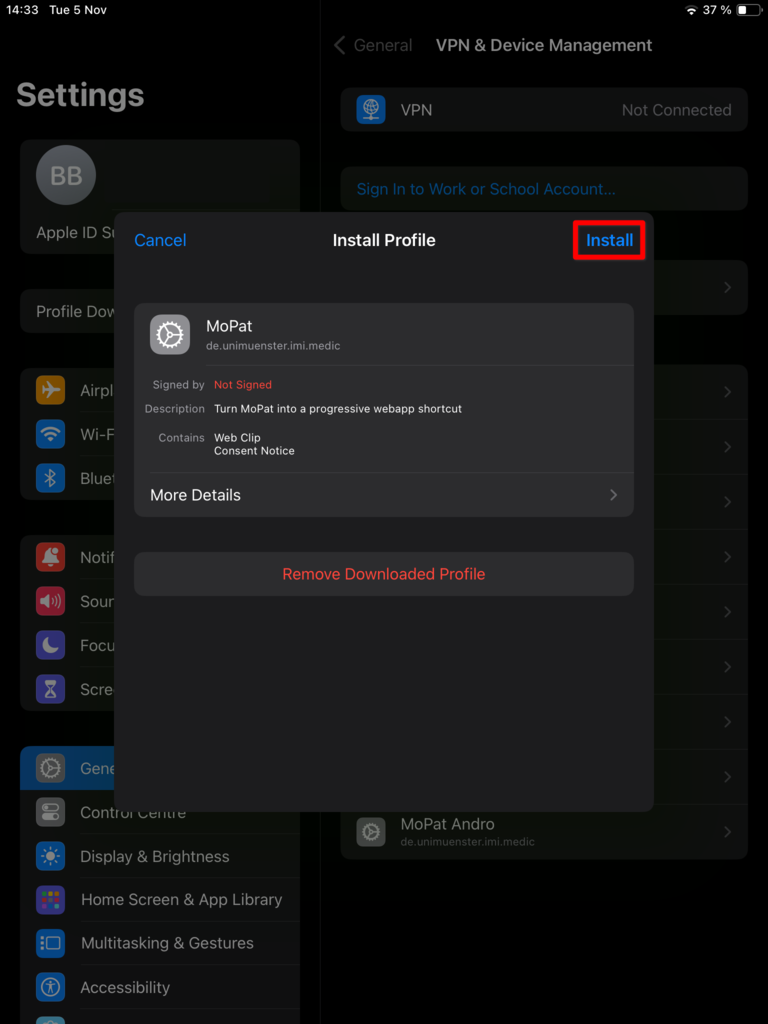 14:33 Tue 5 Nov
37 %
General
VPN & Device Management
Settings
VPN
Not Connected
BB
Sign In to Work or School Account...
Apple ID Su
Cancel
Install Profile
Install
Profile Dow
MoPat
de.unimuenster.imi.medic
Signed by Not Signed
Description Turn MoPat into a progressive webapp shortcut
Contains Web Clip
Consent Notice
More Details
Remove Downloaded Profile
Airpl
Wi-F
Bluet
Notif
Soun
Focu
Scre
Gene
Control Centre
Display & Brightness
Home Screen & App Library
Multitasking & Gestures
Accessibility
MoPat Andro
de.unimuenster.imi.medic